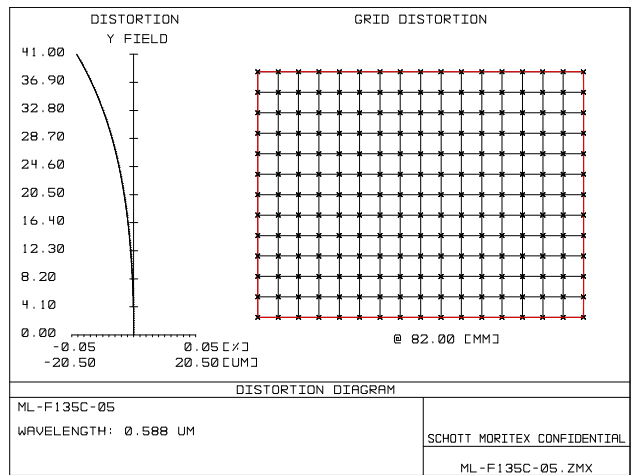 DISTORTION
Y FIELD
GRID DISTORTION
41.00
36.90
32.80
28.70
24.60
20.50
16.40
12.30
8.20
4.10
0.00
-0.05 0.05[%]
-20.50 20.50[UM]
@ 82.00 [MM]
DISTORTION DIAGRAM
ML-F135C-05
WAVELENGTH: 0.588 UM
SCHOTT MORITEX CONFIDENTIAL
ML-F135C-05.ZMX